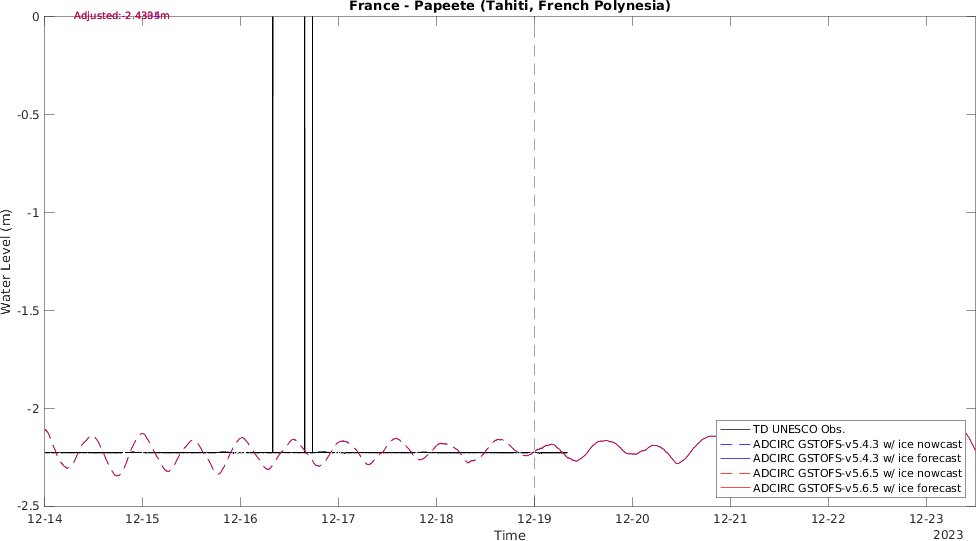 France - Papeete (Tahiti, French Polynesia)
0
-0.5
-1
-1.5
-2
-2.5
Water Level (m)
TD UNESCO Obs.
ADCIRC GSTOFS-v5.4.3 w/ ice nowcast
ADCIRC GSTOFS-v5.4.3 w/ ice forecast
ADCIRC GSTOFS-v5.6.5 w/ ice nowcast
ADCIRC GSTOFS-v5.6.5 w/ ice forecast
12-14 12-15 12-16 12-17 12-18 12-19 12-20 12-21 12-22 12-23
Time
2023